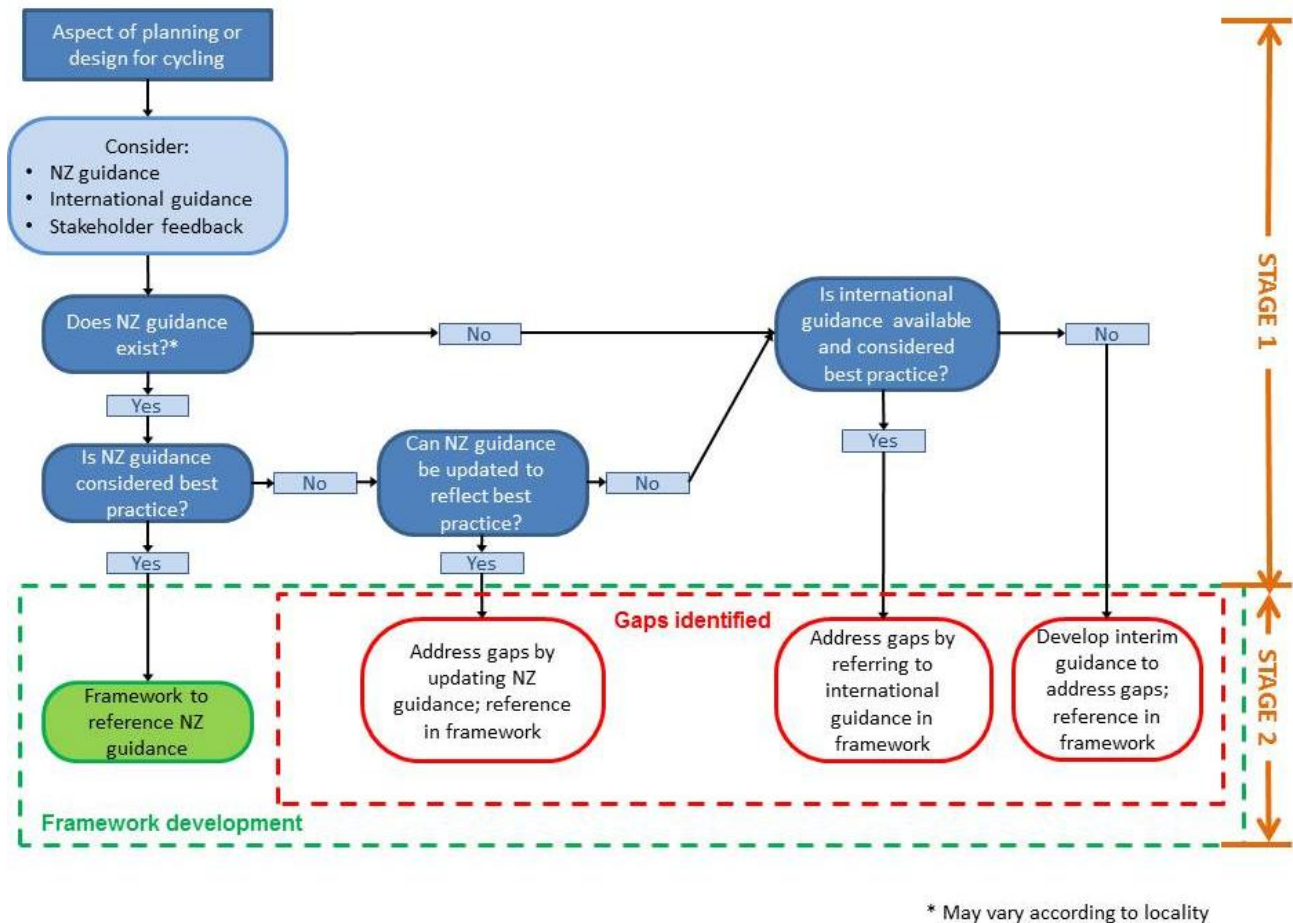 Aspect of planning or
design for cycling
Consider:
• NZ guidance
• International guidance
• Stakeholder feedback
Does NZ guidance
exist?*
No
Is international
guidance available
and considered
best practice?
No
Yes
Yes
Is NZ guidance
considered best
practice?
No
Can NZ guidance
be updated to
reflect best
practice?
No
Yes
Yes
STAGE 1
Gaps identified
Framework to
reference NZ
guidance
Address gaps by
updating NZ
guidance; reference
in framework
Address gaps by
referring to
international
guidance in
framework
Develop interim
guidance to
address gaps;
reference in
framework
Framework development
STAGE 2
* May vary according to locality